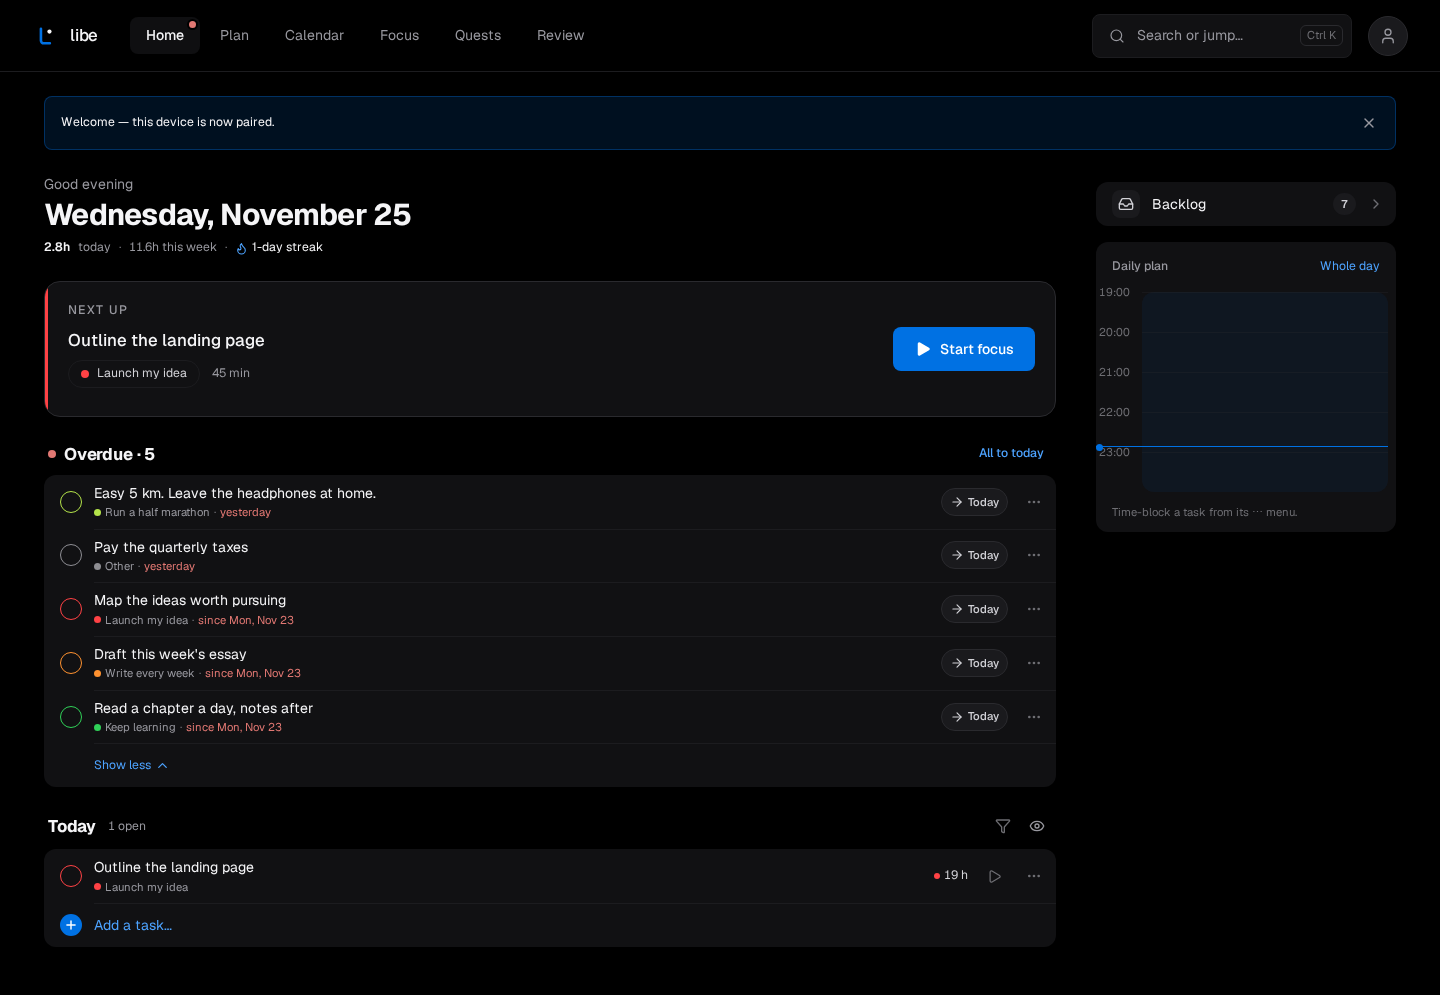 libe
Home
Plan
Calendar
Focus
Quests
Review
Search or jump...
Ctrl K
Welcome — this device is now paired.
Good evening
Wednesday, November 25
2.8h today · 11.6h this week · 1-day streak
NEXT UP
Outline the landing page
Launch my idea
45 min
Start focus
Overdue · 5
All to today
Easy 5 km. Leave the headphones at home.
Run a half marathon · yesterday
Today
Pay the quarterly taxes
Other · yesterday
Today
Map the ideas worth pursuing
Launch my idea · since Mon, Nov 23
Today
Draft this week's essay
Write every week · since Mon, Nov 23
Today
Read a chapter a day, notes after
Keep learning · since Mon, Nov 23
Today
Show less
Today
1 open
Outline the landing page
Launch my idea
19 h
Add a task...
Backlog
7
Daily plan
Whole day
19:00
20:00
21:00
22:00
23:00
Time-block a task from its ··· menu.